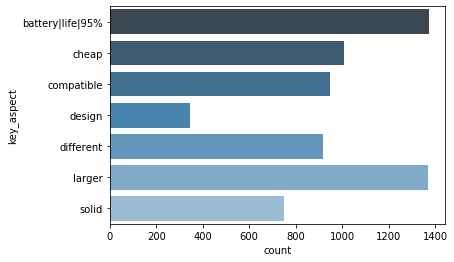 battery|life|95%
cheap
compatible
design
different
larger
solid
key_aspect
0 200 400 600 800 1000 1200 1400
count